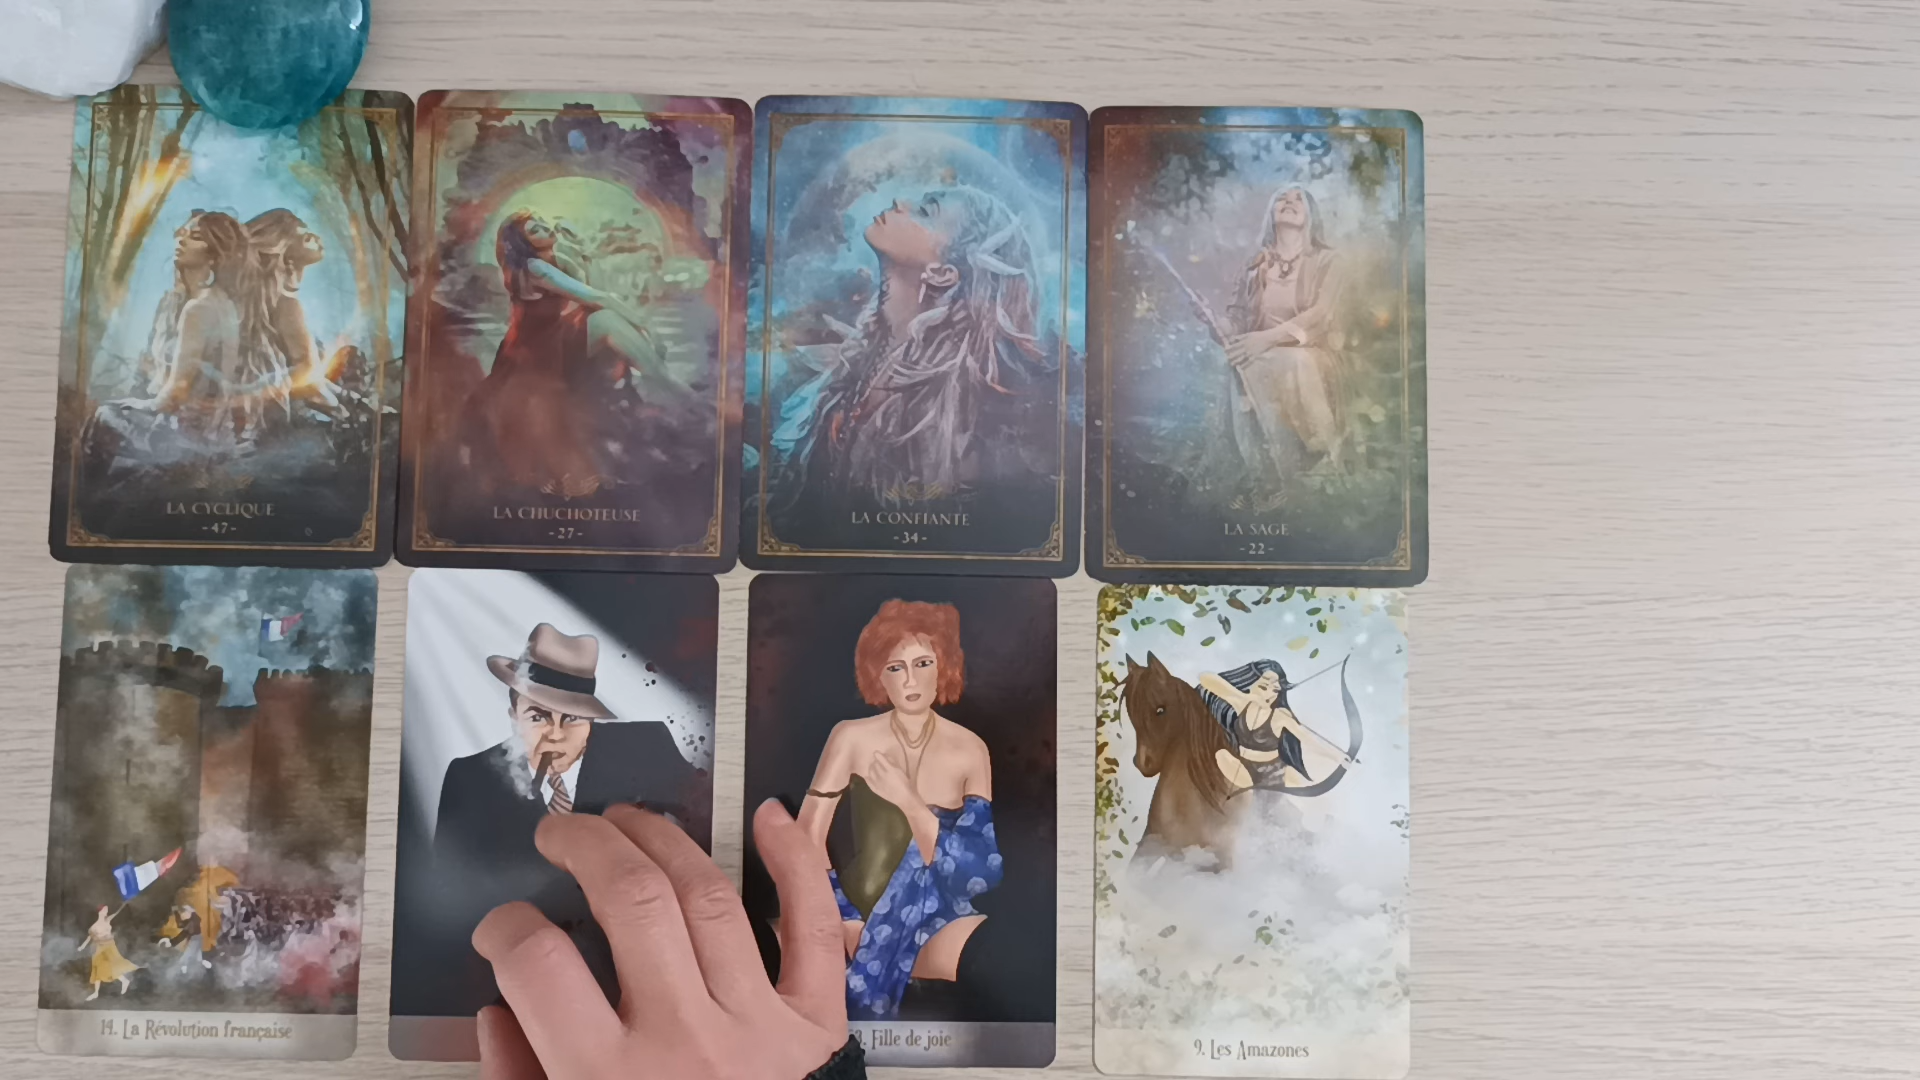 LA CYCLIQUE
-47-
LA CHUCHOTEUSE
-27-
LA CONFIANTE
-34-
LA SAGE
-22-
14. La Révolution française
3. Fille de joie
9. Les Amazones